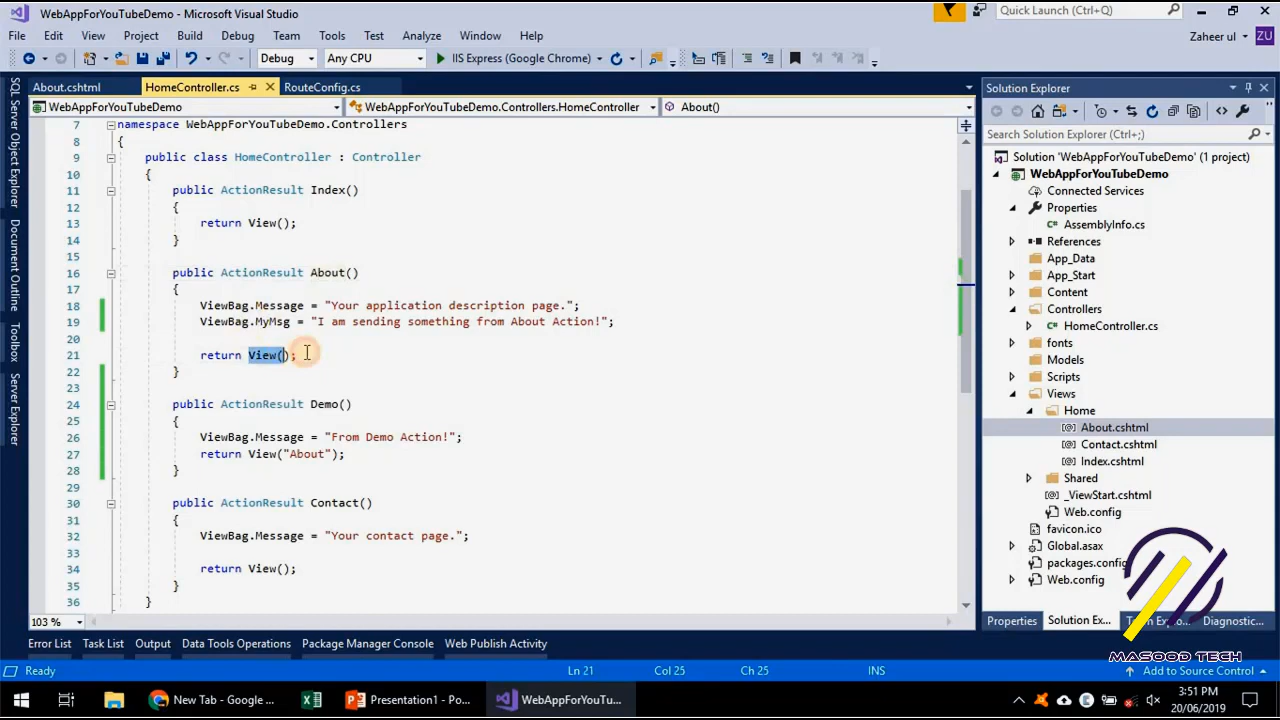 WebAppForYouTubeDemo - Microsoft Visual Studio
Quick Launch (Ctrl+Q)
File Edit View Project Build Debug Team Tools Test Analyze Window Help
Zaheer ul ZU
Debug Any CPU IIS Express (Google Chrome)
About.cshtml HomeController.cs RouteConfig.cs
WebAppForYouTubeDemo WebAppForYouTubeDemo.Controllers.HomeController About()
SQL Server Object Explorer
Document Outline
Toolbox
Server Explorer
7 namespace WebAppForYouTubeDemo.Controllers
8 {
9 public class HomeController : Controller
10 {
11 public ActionResult Index()
12 {
13 return View();
14 }
15
16 public ActionResult About()
17 {
18 ViewBag.Message = "Your application description page.";
19 ViewBag.MyMsg = "I am sending something from About Action!";
20
21 return View();
22 }
23
24 public ActionResult Demo()
25 {
26 ViewBag.Message = "From Demo Action!";
27 return View("About");
28 }
29
30 public ActionResult Contact()
31 {
32 ViewBag.Message = "Your contact page.";
33
34 return View();
35 }
36 }
103 %
Solution Explorer
Search Solution Explorer (Ctrl+;)
Solution 'WebAppForYouTubeDemo' (1 project)
WebAppForYouTubeDemo
Connected Services
Properties
AssemblyInfo.cs
References
App_Data
App_Start
Content
Controllers
HomeController.cs
fonts
Models
Scripts
Views
Home
About.cshtml
Contact.cshtml
Index.cshtml
Shared
_ViewStart.cshtml
Web.config
favicon.ico
Global.asax
packages.config
Web.config
Properties Solution Ex... Team Explo... Diagnostic...
Error List Task List Output Data Tools Operations Package Manager Console Web Publish Activity
MASOOD TECH
Ready Ln 21 Col 25 Ch 25 INS Add to Source Control
New Tab - Google ... Presentation1 - Po... WebAppForYouTu...
3:51 PM
20/06/2019